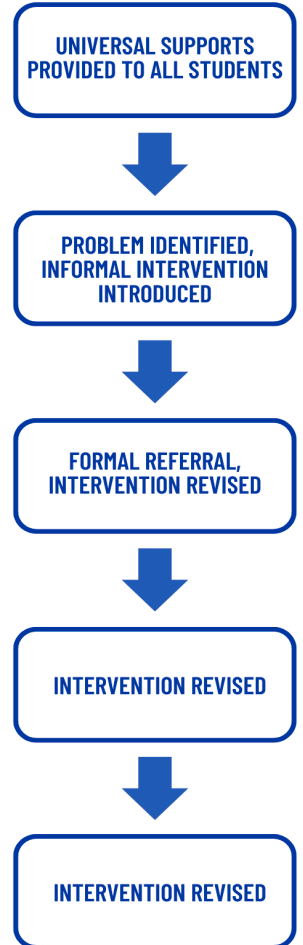 UNIVERSAL SUPPORTS
PROVIDED TO ALL STUDENTS
PROBLEM IDENTIFIED,
INFORMAL INTERVENTION
INTRODUCED
FORMAL REFERRAL,
INTERVENTION REVISED
INTERVENTION REVISED
INTERVENTION REVISED